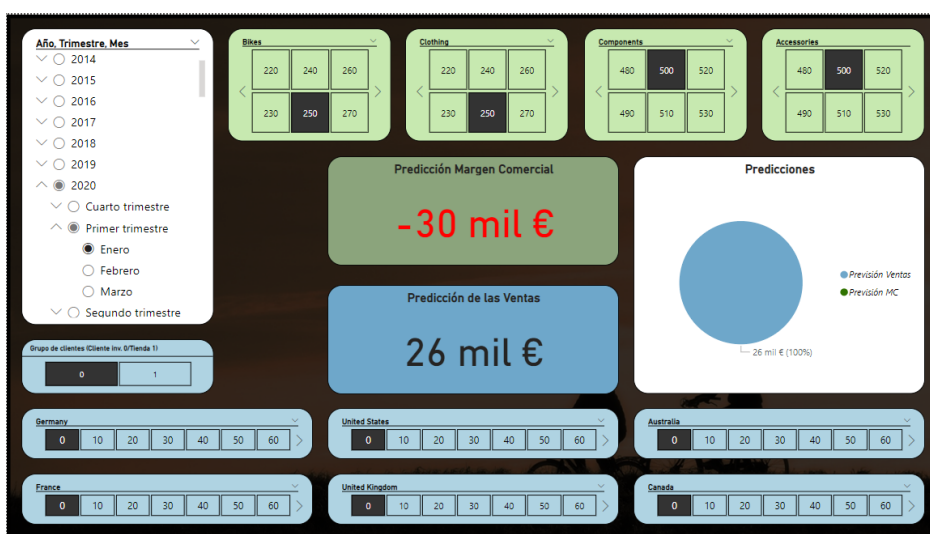 Año, Trimestre, Mes
2014
2015
2016
2017
2018
2019
2020
Cuarto trimestre
Primer trimestre
Enero
Febrero
Marzo
Segundo trimestre
Bikes
220 240 260
230 250 270
Clothing
220 240 260
230 250 270
Components
480 500 520
490 510 530
Accessories
480 500 520
490 510 530
Predicción Margen Comercial
-30 mil €
Predicción de las Ventas
26 mil €
Predicciones
Previsión Ventas
Previsión MC
26 mil € (100%)
Grupo de clientes (Cliente Inv. 0/Tienda 1)
0 1
Germany
0 10 20 30 40 50 60
United States
0 10 20 30 40 50 60
Australia
0 10 20 30 40 50 60
France
0 10 20 30 40 50 60
United Kingdom
0 10 20 30 40 50 60
Canada
0 10 20 30 40 50 60